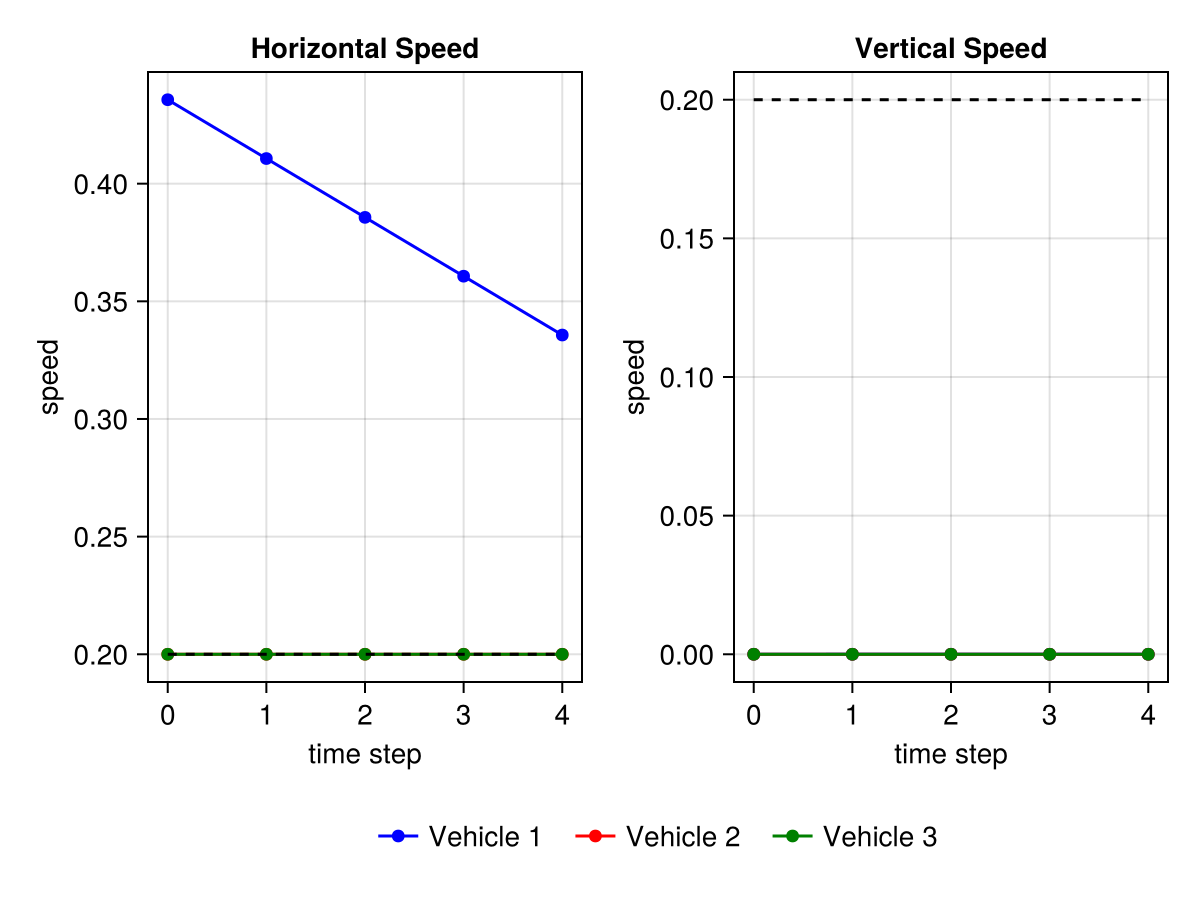 Horizontal Speed
0.40
0.35
0.30
0.25
0.20
speed
0 1 2 3 4
time step
Vertical Speed
0.20
0.15
0.10
0.05
0.00
speed
0 1 2 3 4
time step
Vehicle 1 Vehicle 2 Vehicle 3